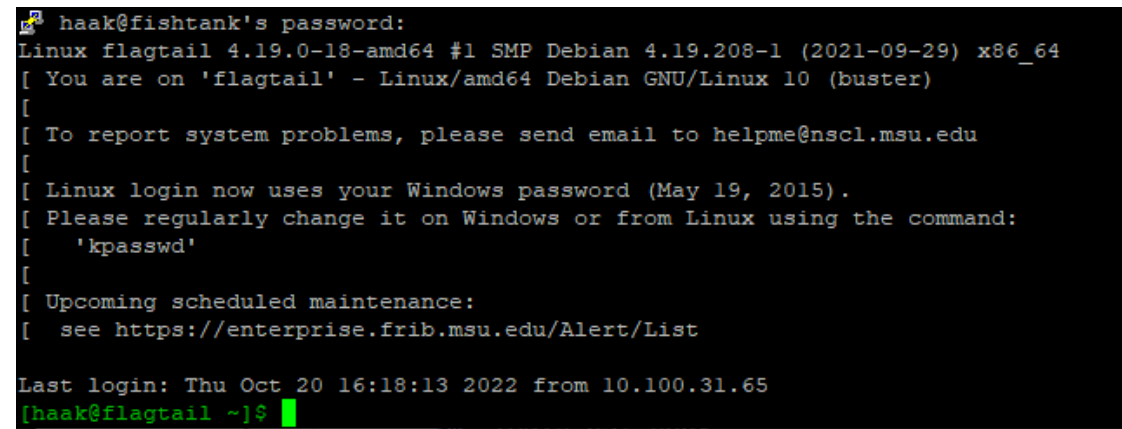 haak@fishtank's password:
Linux flagtail 4.19.0-18-amd64 #1 SMP Debian 4.19.208-1 (2021-09-29) x86_64
[ You are on 'flagtail' - Linux/amd64 Debian GNU/Linux 10 (buster)
[
[ To report system problems, please send email to helpme@nscl.msu.edu
[
[ Linux login now uses your Windows password (May 19, 2015).
[ Please regularly change it on Windows or from Linux using the command:
[    'kpasswd'
[
[ Upcoming scheduled maintenance:
[   see https://enterprise.frib.msu.edu/Alert/List
Last login: Thu Oct 20 16:18:13 2022 from 10.100.31.65
[haak@flagtail ~]$